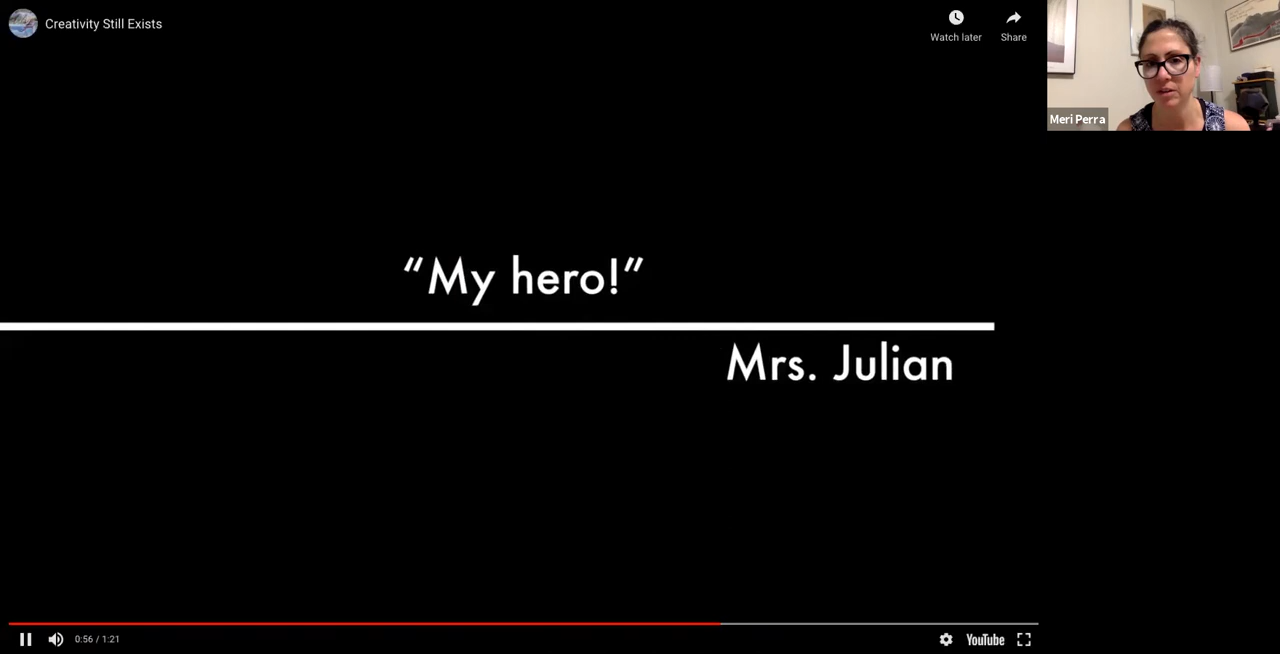 Creativity Still Exists
Watch later
Share
Meri Perra
“My hero!”
Mrs. Julian
0:56 / 1:21
YouTube